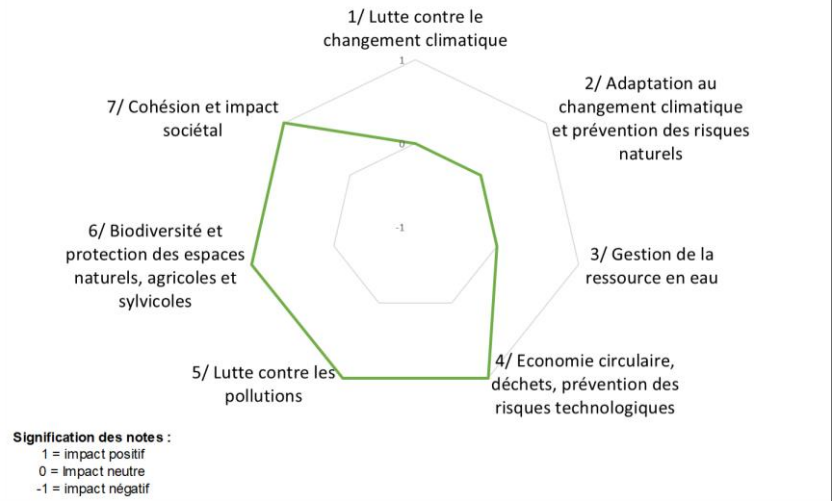 1/ Lutte contre le
changement climatique
1
2/ Adaptation au
changement climatique
et prévention des risques
naturels
7/ Cohésion et impact
sociétal
0
6/ Biodiversité et
protection des espaces
naturels, agricoles et
sylvicoles
-1
3/ Gestion de la
ressource en eau
5/ Lutte contre les
pollutions
4/ Economie circulaire,
déchets, prévention des
risques technologiques
Signification des notes :
1 = impact positif
0 = Impact neutre
-1 = impact négatif